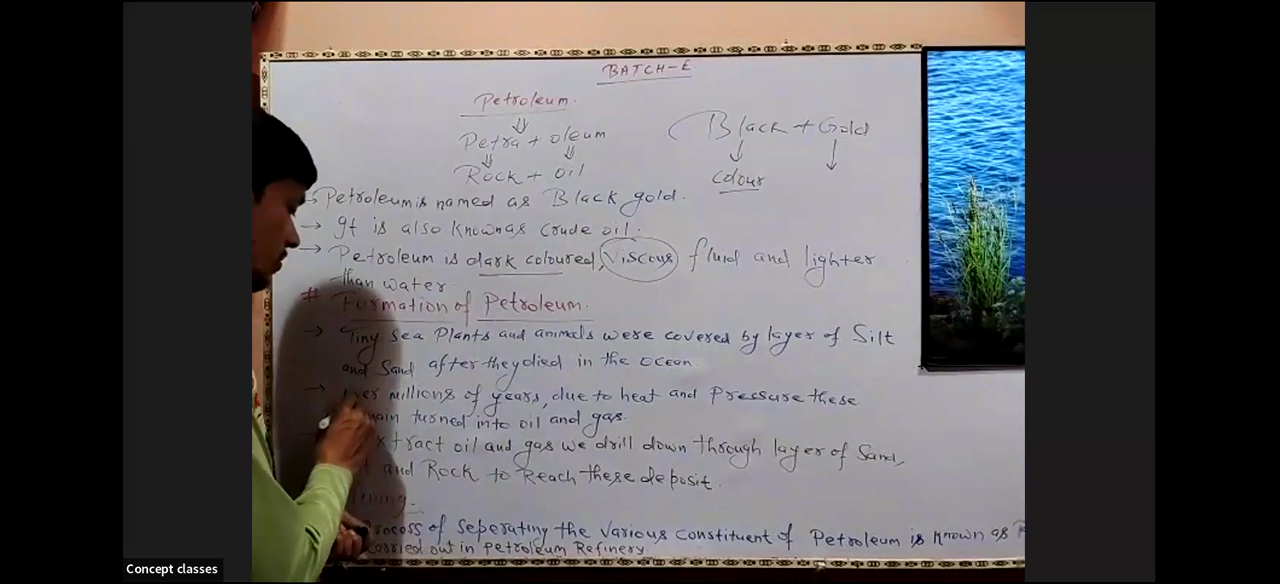 BATCH-E
Petroleum.
Petra + oleum
Black + Gold
Rock + Oil
Colour
Petroleum is named as Black gold.
→ It is also known as Crude oil.
→ Petroleum is dark coloured, Viscous fluid and lighter
than water
# Formation of Petroleum.
→ Tiny sea Plants and animals were covered by layer of Silt
and Sand after they died in the ocean.
→ over millions of years, due to heat and Pressure these
main turned into oil and gas.
xtract oil and gas we drill down through layer of Sand,
and Rock to Reach these deposit.
Process of Seperating the Various constituent of Petroleum is known as
carried out in Petroleum Refinery.
Concept classes